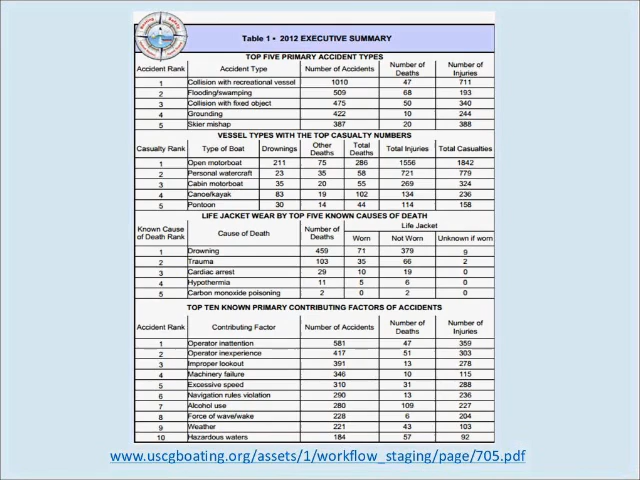 Boating Safety
Table 1 • 2012 EXECUTIVE SUMMARY
TOP FIVE PRIMARY ACCIDENT TYPES
Accident Rank Accident Type Number of Accidents Number of Deaths Number of Injuries
1 Collision with recreational vessel 1010 47 711
2 Flooding/swamping 509 68 193
3 Collision with fixed object 475 50 340
4 Grounding 422 10 244
5 Skier mishap 387 20 388
VESSEL TYPES WITH THE TOP CASUALTY NUMBERS
Casualty Rank Type of Boat Drownings Other Deaths Total Deaths Total Injuries Total Casualties
1 Open motorboat 211 75 286 1556 1842
2 Personal watercraft 23 35 58 721 779
3 Cabin motorboat 35 20 55 269 324
4 Canoe/kayak 83 19 102 134 236
5 Pontoon 30 14 44 114 158
LIFE JACKET WEAR BY TOP FIVE KNOWN CAUSES OF DEATH
Known Cause of Death Rank Cause of Death Number of Deaths Life Jacket
Worn Not Worn Unknown if worn
1 Drowning 459 71 379 9
2 Trauma 103 35 66 2
3 Cardiac arrest 29 10 19 0
4 Hypothermia 11 5 6 0
5 Carbon monoxide poisoning 2 0 2 0
TOP TEN KNOWN PRIMARY CONTRIBUTING FACTORS OF ACCIDENTS
Accident Rank Contributing Factor Number of Accidents Number of Deaths Number of Injuries
1 Operator inattention 581 47 359
2 Operator inexperience 417 51 303
3 Improper lookout 391 13 278
4 Machinery failure 346 10 115
5 Excessive speed 310 31 288
6 Navigation rules violation 290 13 236
7 Alcohol use 280 109 227
8 Force of wave/wake 228 6 204
9 Weather 221 43 103
10 Hazardous waters 184 57 92
www.uscgboating.org/assets/1/workflow_staging/page/705.pdf